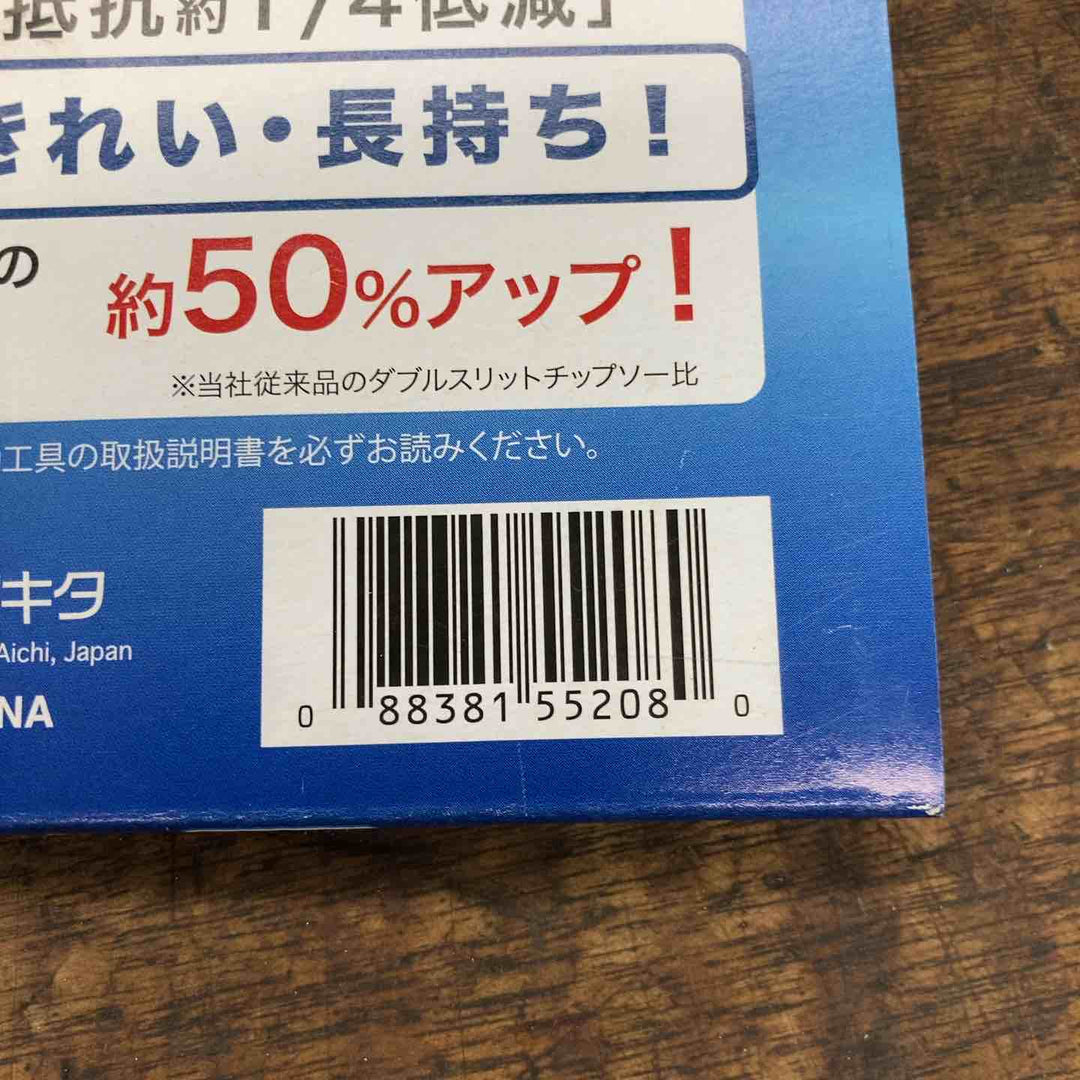 抵抗約1/4低減」
きれい・長持ち！
の
約50%アップ！
※当社従来品のダブルスリットチップソー比
工具の取扱説明書を必ずお読みください。
キタ
Aichi, Japan
NA
0 88381 55208 0